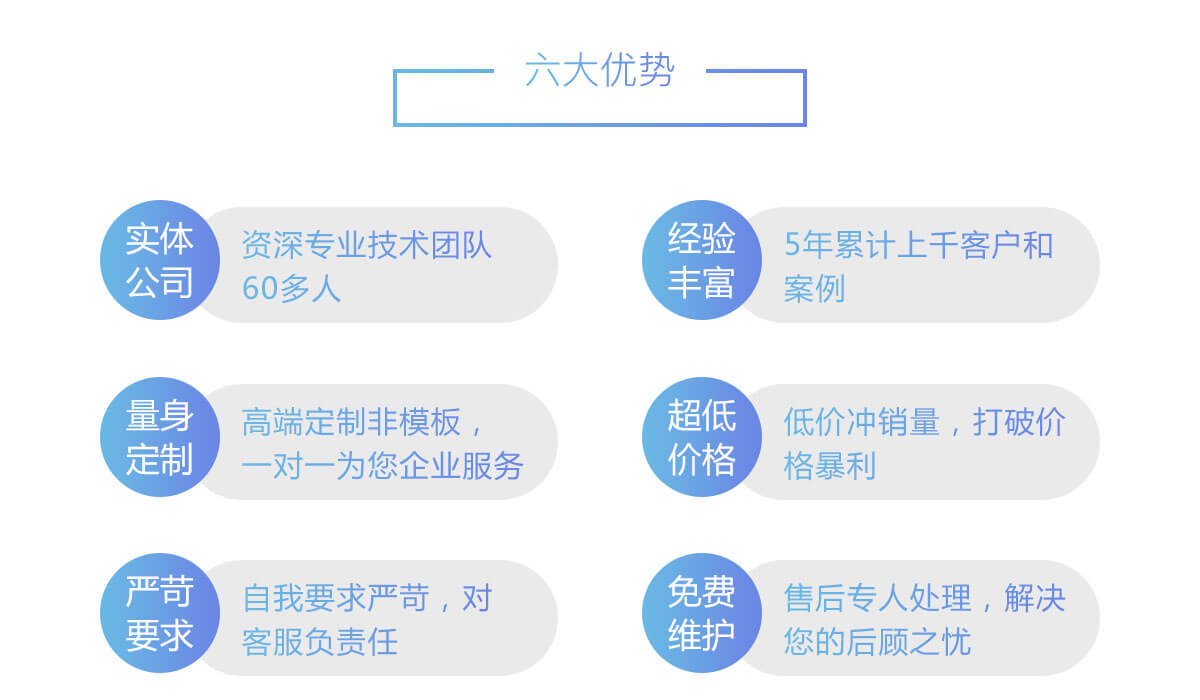 六大优势
实体
公司
资深专业技术团队
60多人
经验
丰富
5年累计上千客户和
案例
量身
定制
高端定制非模板，
一对一为您企业服务
超低
价格
低价冲销量，打破价
格暴利
严苛
要求
自我要求严苛，对
客服负责任
免费
维护
售后专人处理，解决
您的后顾之忧